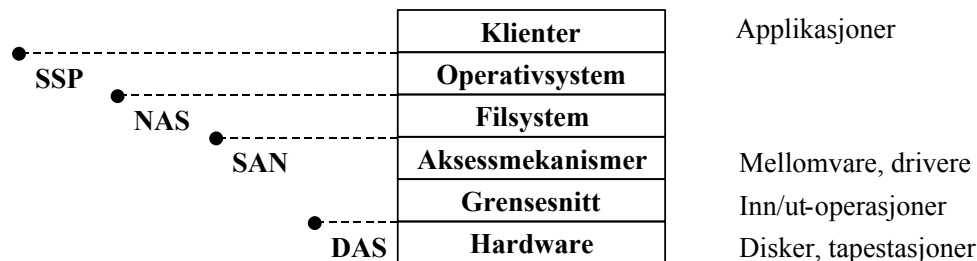 Klienter Applikasjoner
SSP Operativsystem
NAS Filsystem
SAN Aksessmekanismer Mellomvare, drivere
Grensesnitt Inn/ut-operasjoner
DAS Hardware Disker, tapestasjoner